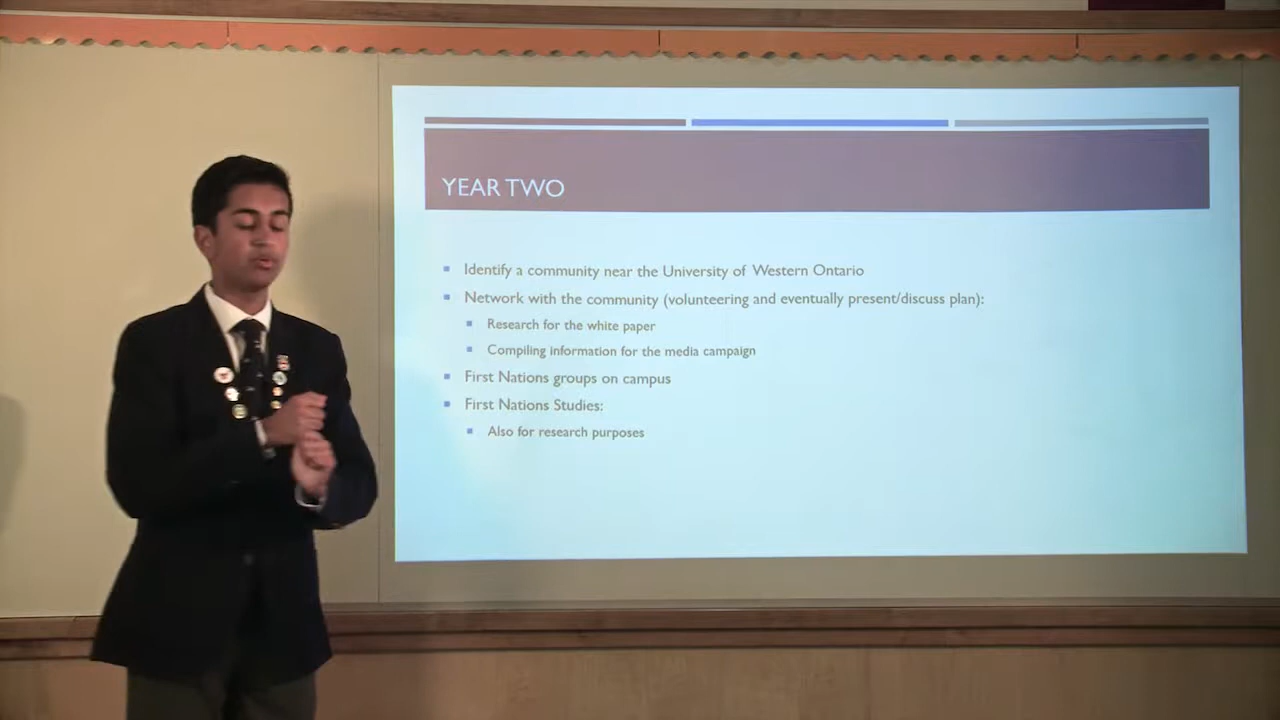 YEAR TWO
Identify a community near the University of Western Ontario
Network with the community (volunteering and eventually present/discuss plan):
Research for the white paper
Compiling information for the media campaign
First Nations groups on campus
First Nations Studies:
Also for research purposes